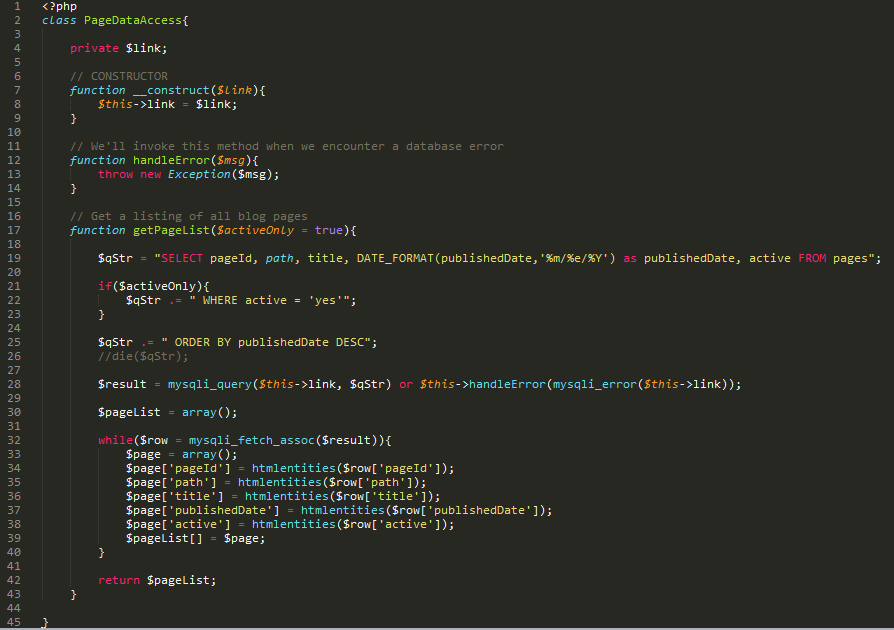 1 <?php
2 class PageDataAccess{
3
4     private $link;
5
6     // CONSTRUCTOR
7     function __construct($link){
8         $this->link = $link;
9     }
10
11     // We'll invoke this method when we encounter a database error
12     function handleError($msg){
13         throw new Exception($msg);
14     }
15
16     // Get a listing of all blog pages
17     function getPageList($activeOnly = true){
18
19         $qStr = "SELECT pageId, path, title, DATE_FORMAT(publishedDate,'%m/%e/%Y') as publishedDate, active FROM pages";
20
21         if($activeOnly){
22             $qStr .= " WHERE active = 'yes'";
23         }
24
25         $qStr .= " ORDER BY publishedDate DESC";
26         //die($qStr);
27
28         $result = mysqli_query($this->link, $qStr) or $this->handleError(mysqli_error($this->link));
29
30         $pageList = array();
31
32         while($row = mysqli_fetch_assoc($result)){
33             $page = array();
34             $page['pageId'] = htmlentities($row['pageId']);
35             $page['path'] = htmlentities($row['path']);
36             $page['title'] = htmlentities($row['title']);
37             $page['publishedDate'] = htmlentities($row['publishedDate']);
38             $page['active'] = htmlentities($row['active']);
39             $pageList[] = $page;
40         }
41
42         return $pageList;
43     }
44
45 }